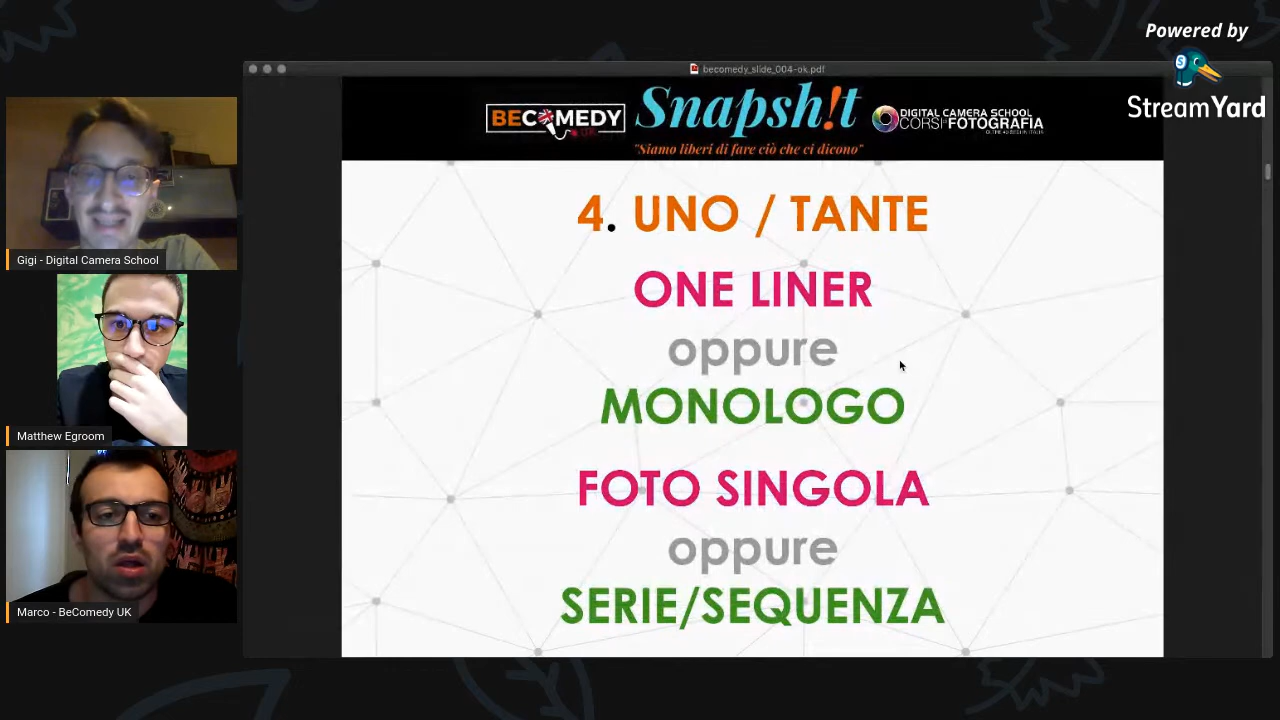 Powered by
StreamYard
becomedy_slide_004-ok.pdf
BECOMEDY
Snapsh!t
DIGITAL CAMERA SCHOOL
CORSI DI FOTOGRAFIA
"Siamo liberi di fare ciò che ci dicono"
4. UNO / TANTE
ONE LINER
oppure
MONOLOGO
FOTO SINGOLA
oppure
SERIE/SEQUENZA
Gigi - Digital Camera School
Matthew Egroom
Marco - BeComedy UK